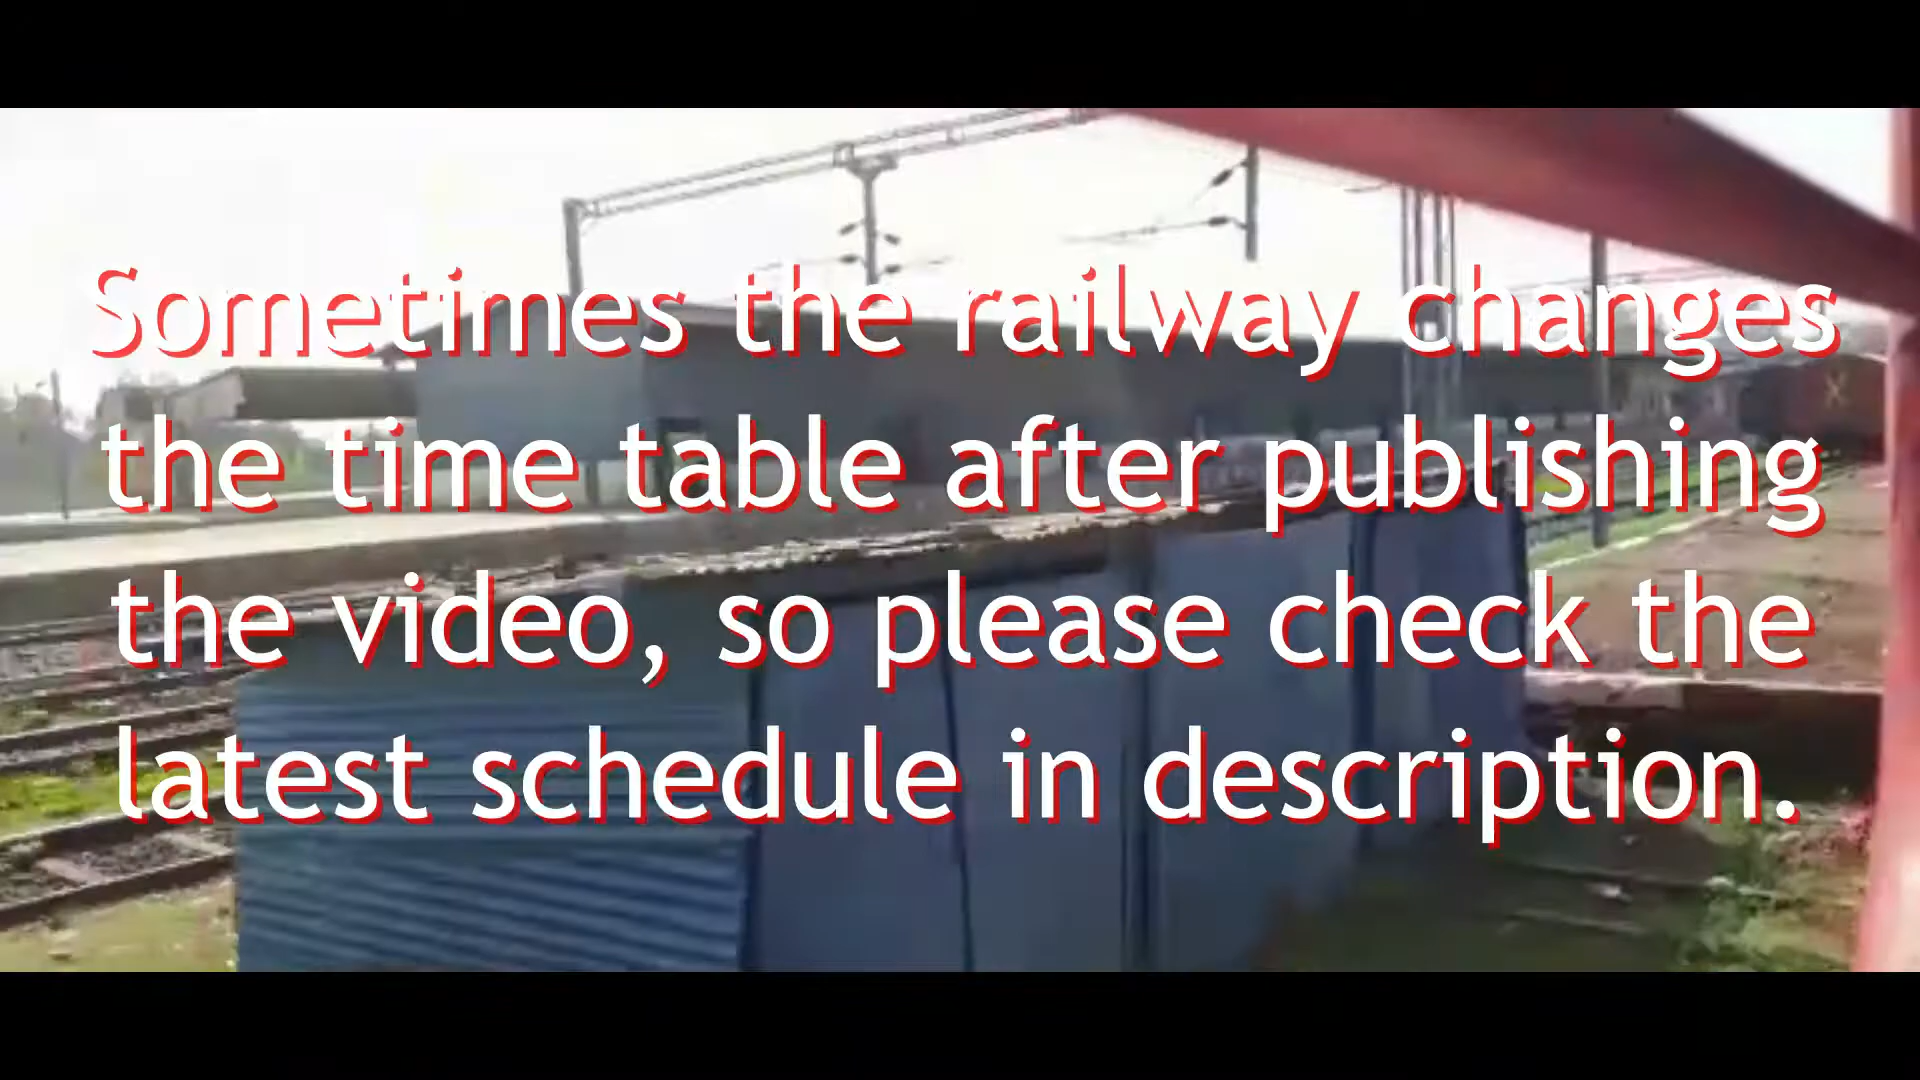 Sometimes the railway changes
the time table after publishing
the video, so please check the
latest schedule in description.